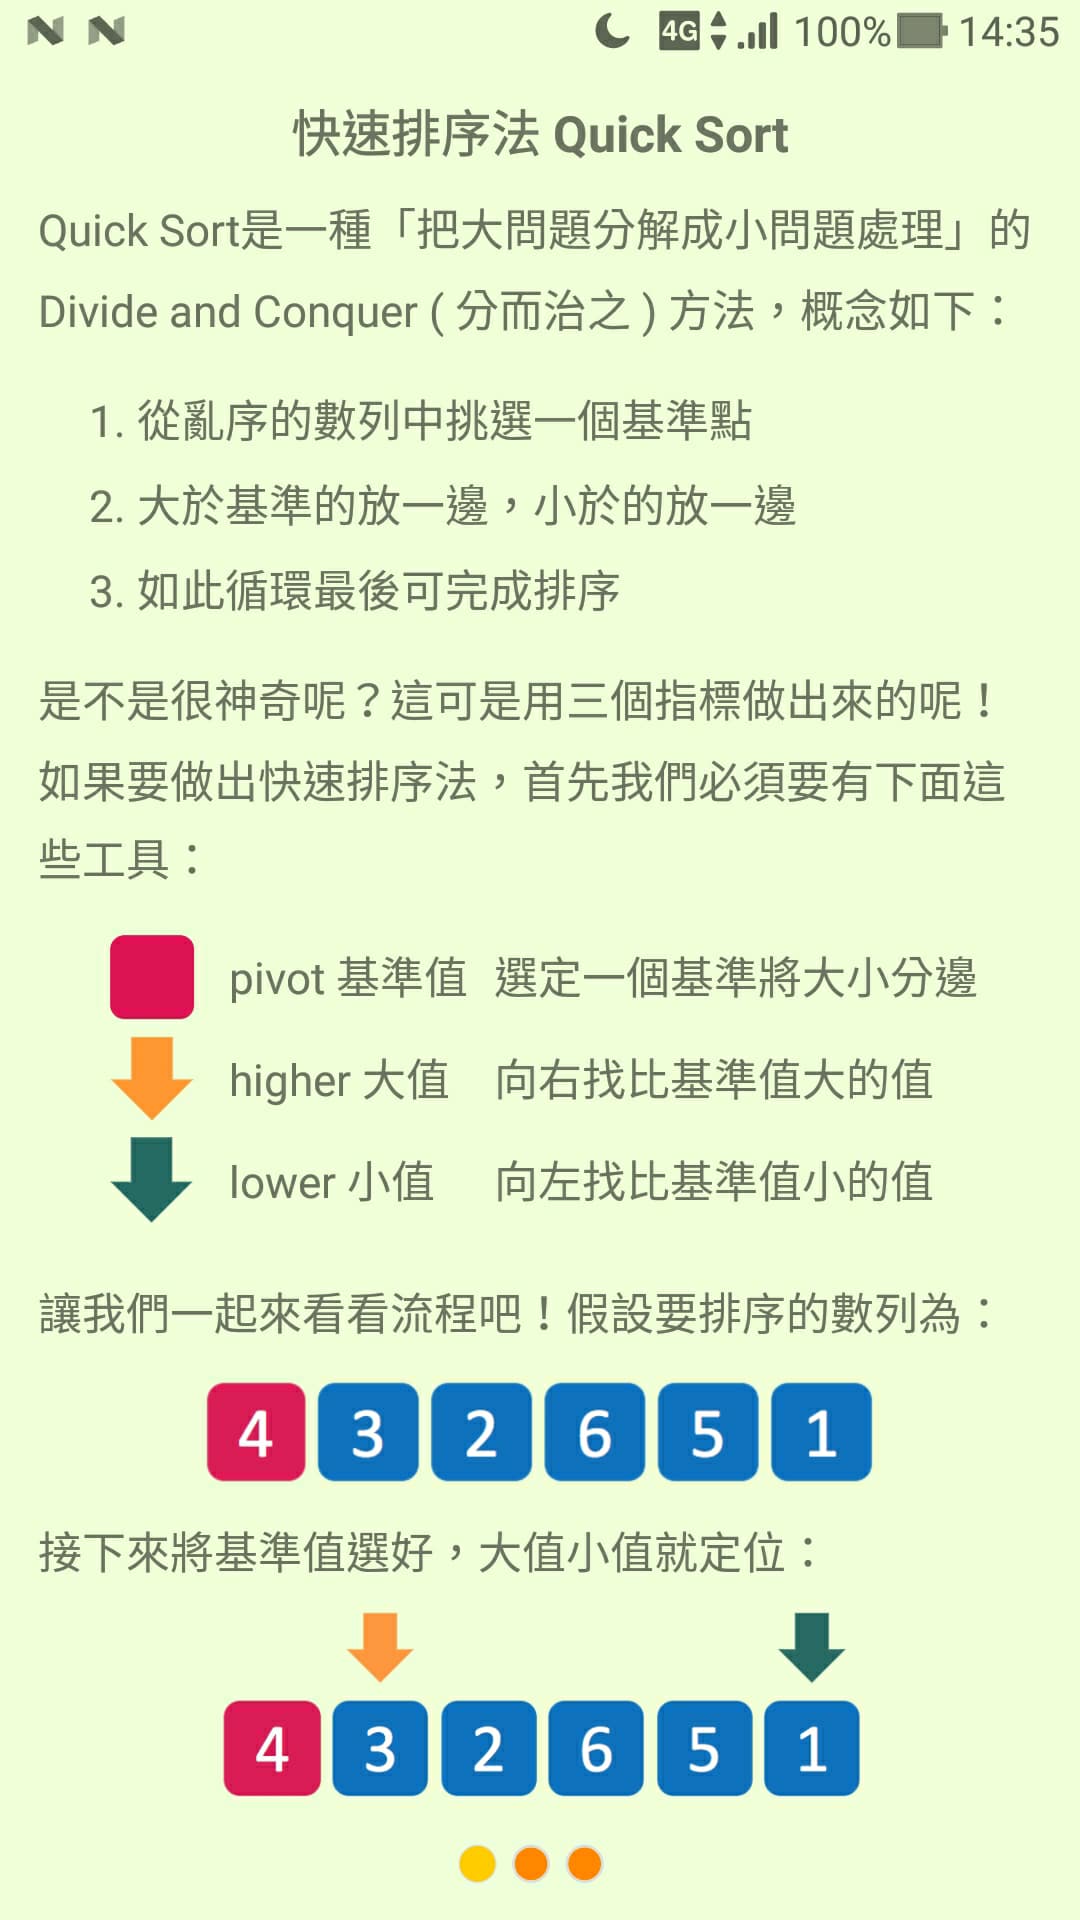 4G 100% 14:35
快速排序法 Quick Sort
Quick Sort是一種「把大問題分解成小問題處理」的
Divide and Conquer ( 分而治之 ) 方法，概念如下：
1. 從亂序的數列中挑選一個基準點
2. 大於基準的放一邊，小於的放一邊
3. 如此循環最後可完成排序
是不是很神奇呢？這可是用三個指標做出來的呢！
如果要做出快速排序法，首先我們必須要有下面這
些工具：
pivot 基準值 選定一個基準將大小分邊
higher 大值 向右找比基準值大的值
lower 小值 向左找比基準值小的值
讓我們一起來看看流程吧！假設要排序的數列為：
4 3 2 6 5 1
接下來將基準值選好，大值小值就定位：
4 3 2 6 5 1